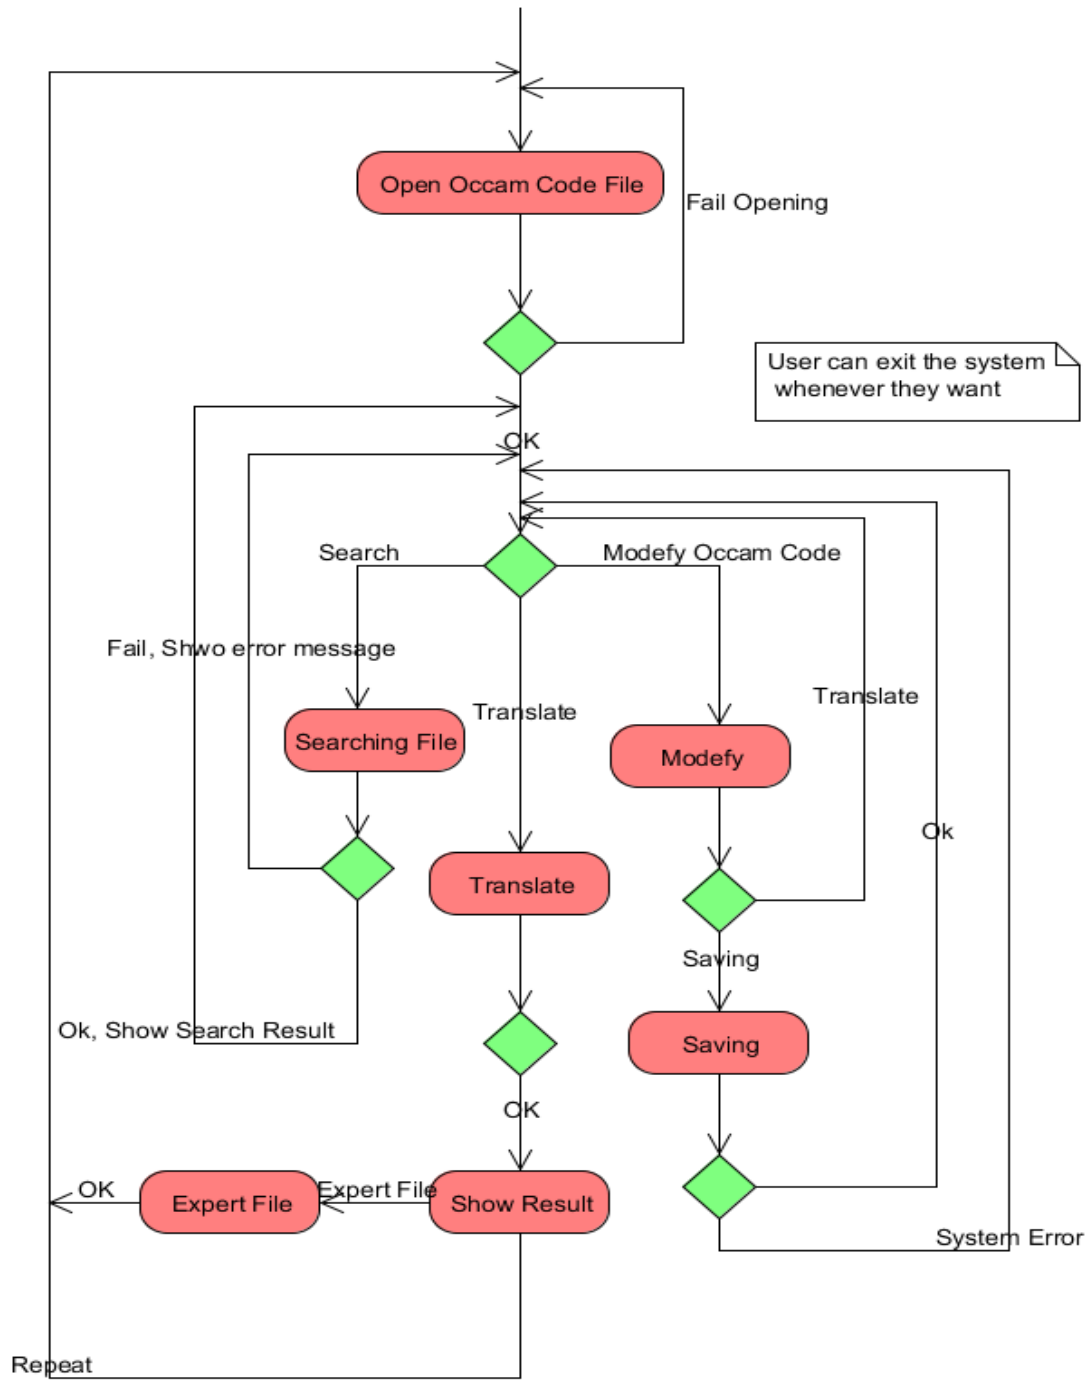 Open Occam Code File
Fail Opening
User can exit the system
whenever they want
OK
Search
Modefy Occam Code
Fail, Shwo error message
Translate
Translate
Searching File
Modefy
Ok
Translate
Saving
Ok, Show Search Result
Saving
OK
OK
Expert File
Expert File
Show Result
System Error
Repeat